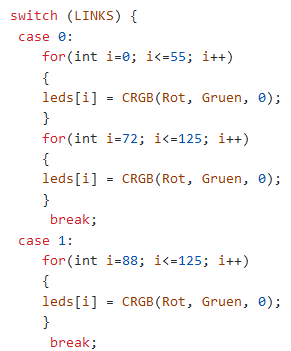 switch (LINKS) {
 case 0:
    for(int i=0; i<=55; i++)
    {
    leds[i] = CRGB(Rot, Gruen, 0);
    }
    for(int i=72; i<=125; i++)
    {
    leds[i] = CRGB(Rot, Gruen, 0);
    }
     break;
 case 1:
    for(int i=88; i<=125; i++)
    {
    leds[i] = CRGB(Rot, Gruen, 0);
    }
     break;